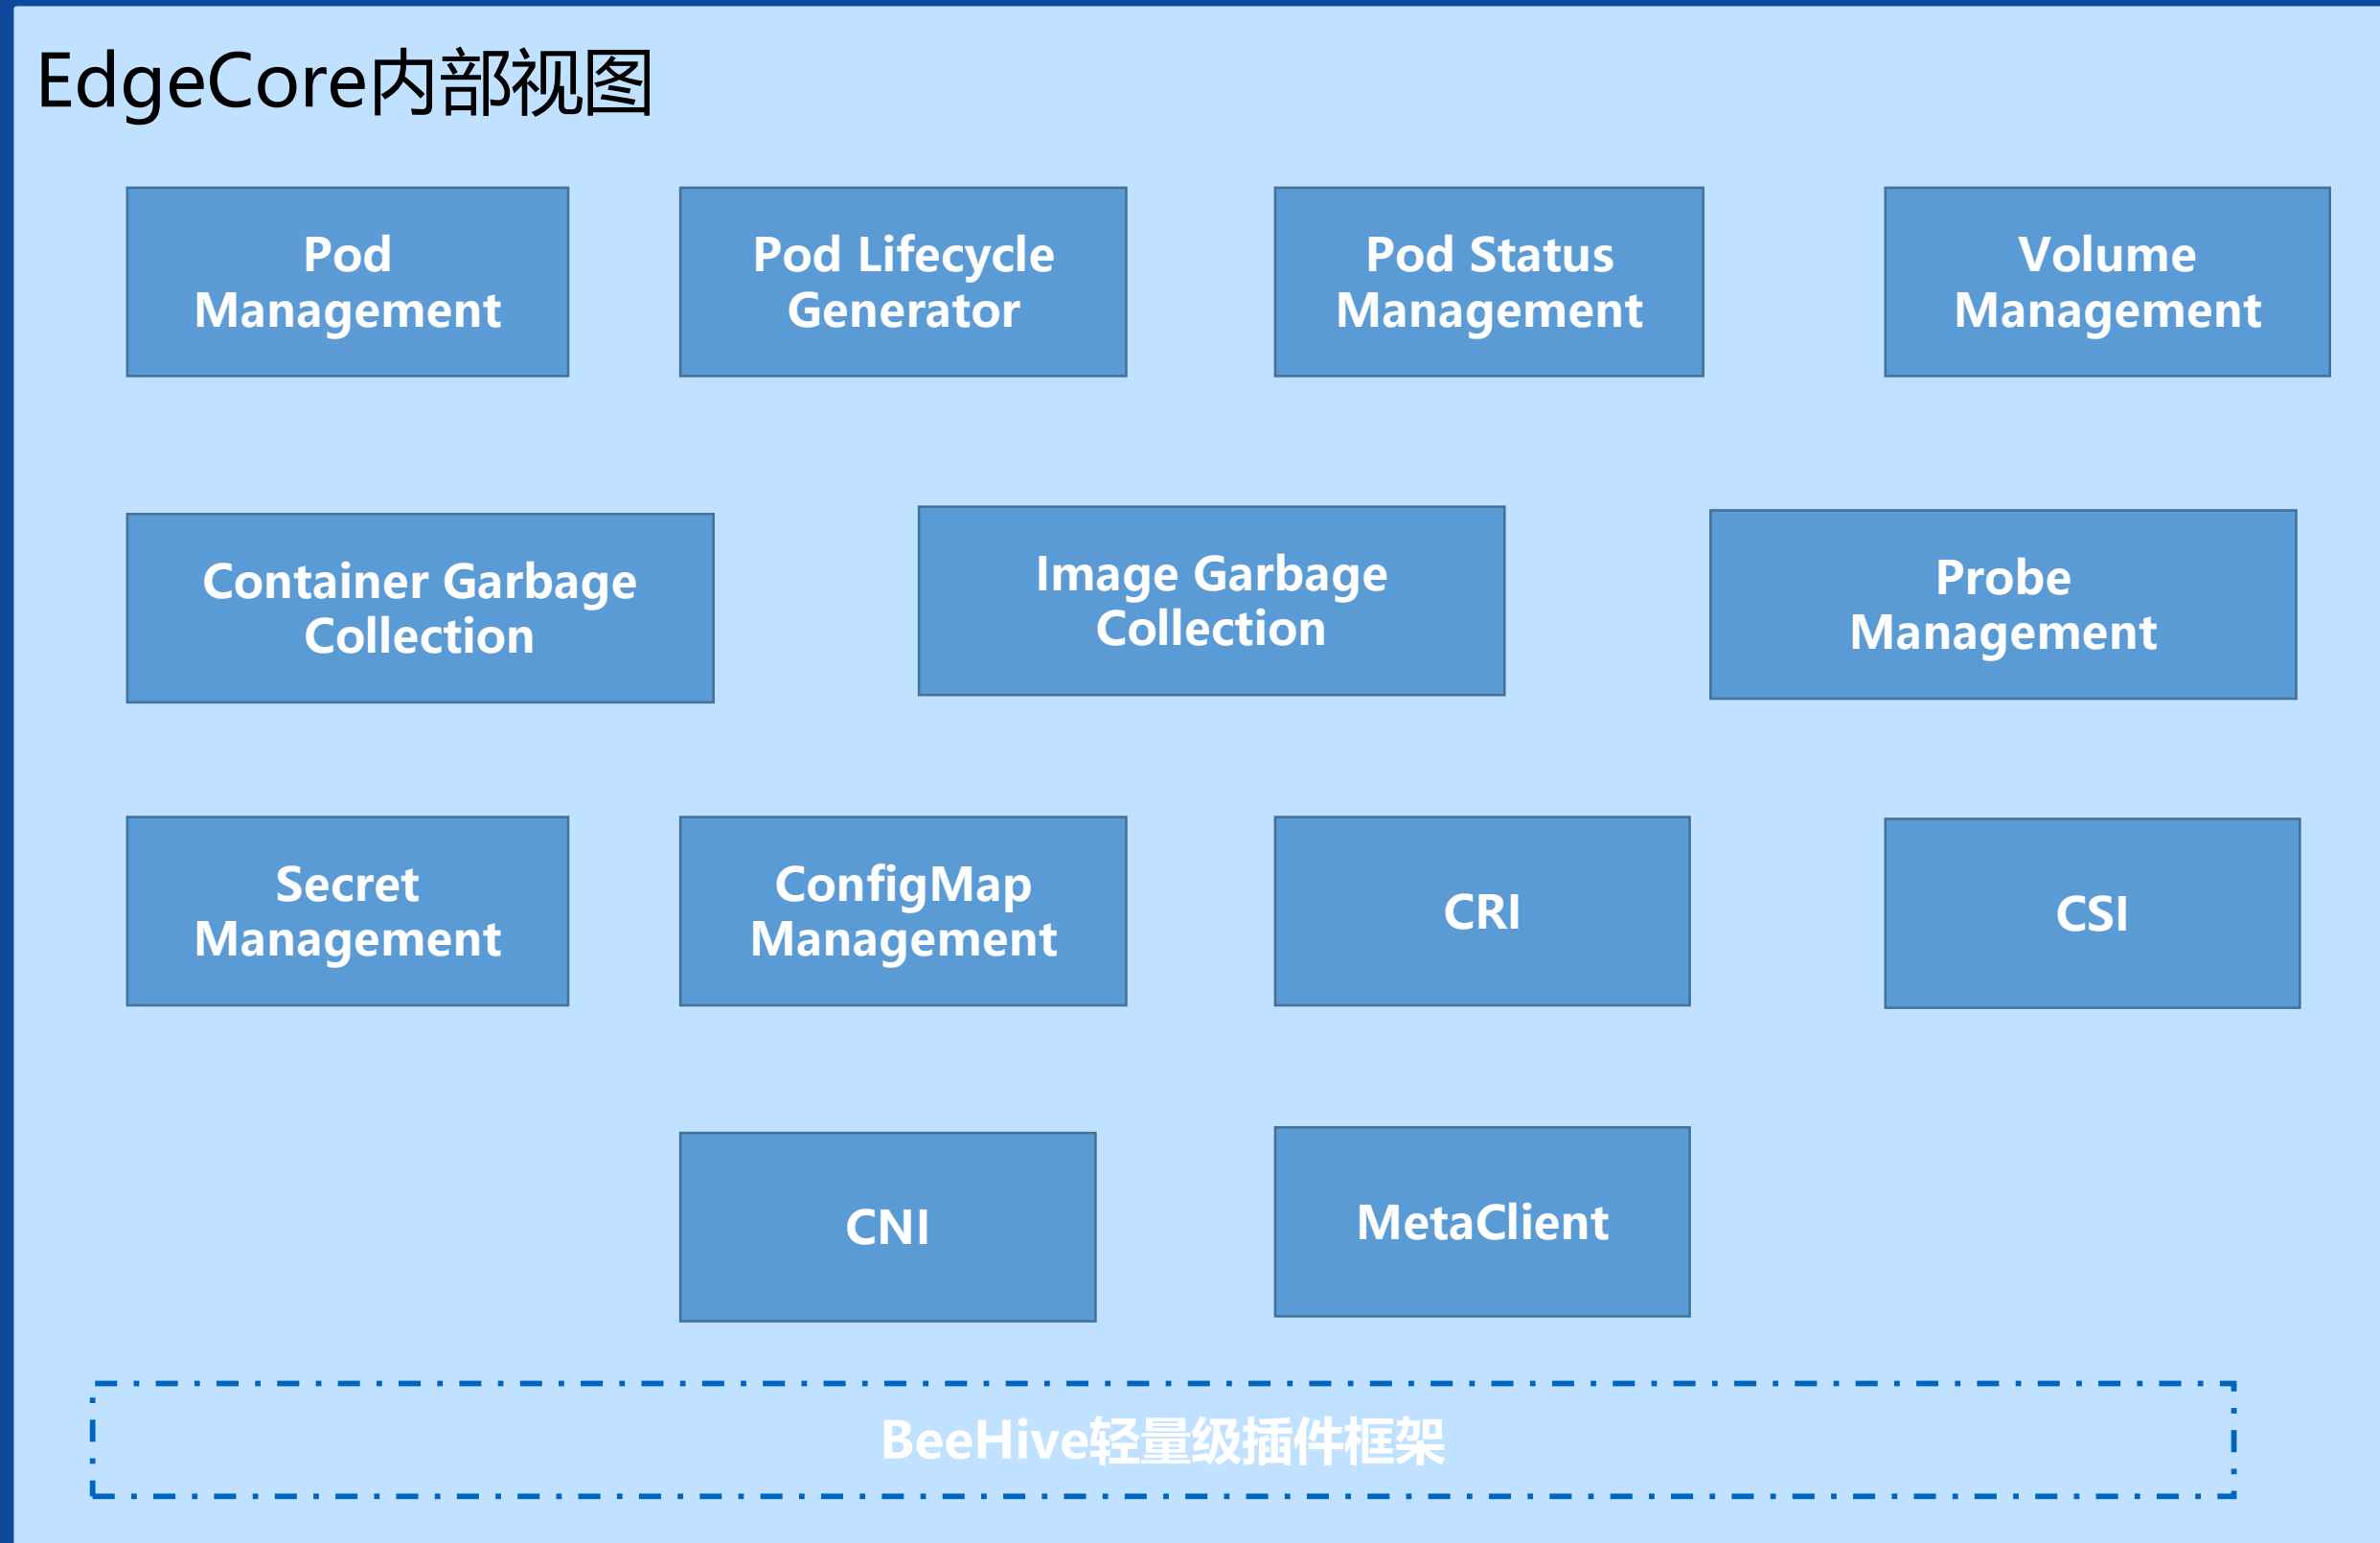 EdgeCore内部视图
Pod
Management
Pod Lifecycle
Generator
Pod Status
Management
Volume
Management
Container Garbage
Collection
Image Garbage
Collection
Probe
Management
Secret
Management
ConfigMap
Management
CRI
CSI
CNI
MetaClient
BeeHive轻量级插件框架